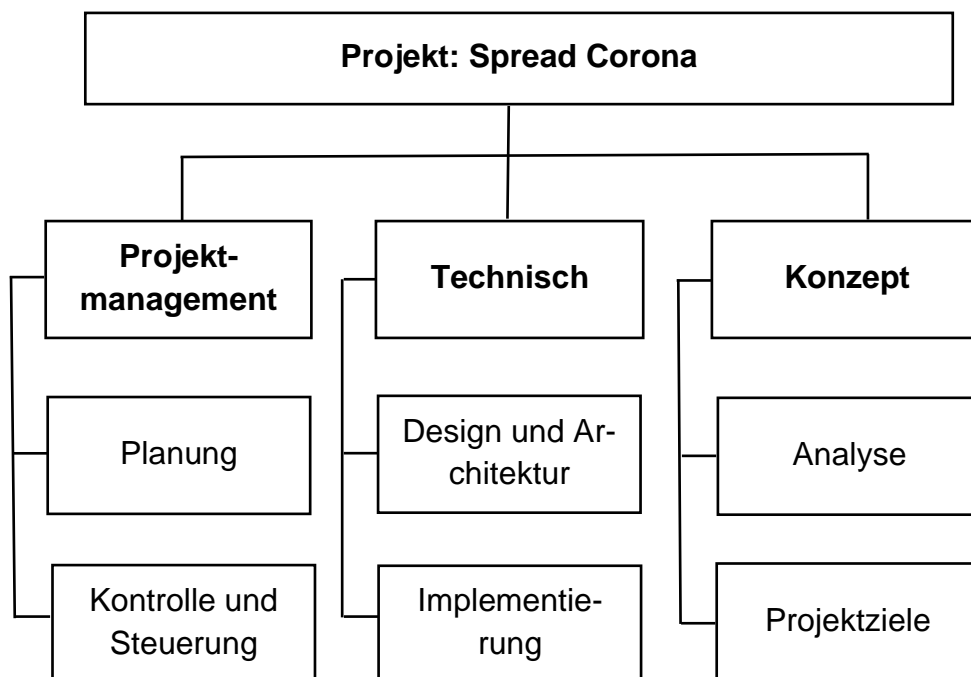 Projekt: Spread Corona
Projekt-
management
Technisch
Konzept
Planung
Design und Ar-
chitektur
Analyse
Kontrolle und
Steuerung
Implementie-
rung
Projektziele